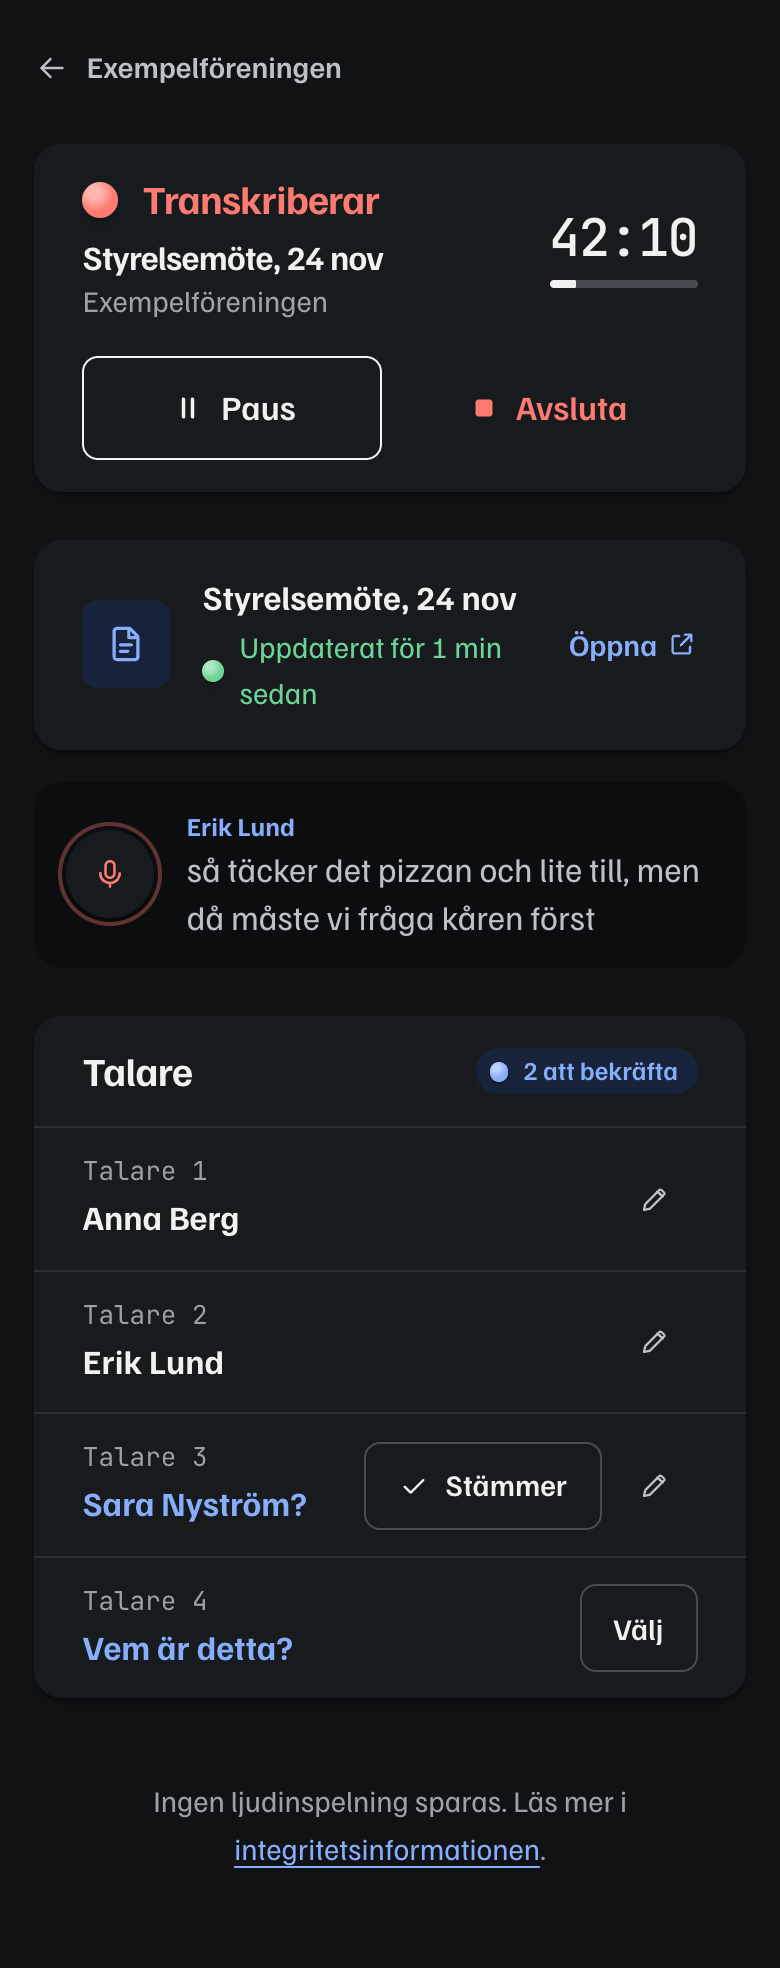 Exempelföreningen
Transkriberar
42:10
Styrelsemöte, 24 nov
Exempelföreningen
Paus
Avsluta
Styrelsemöte, 24 nov
Uppdaterat för 1 min
sedan
Öppna
Erik Lund
så täcker det pizzan och lite till, men
då måste vi fråga kåren först
Talare
2 att bekräfta
Talare 1
Anna Berg
Talare 2
Erik Lund
Talare 3
Sara Nyström?
Stämmer
Talare 4
Vem är detta?
Välj
Ingen ljudinspelning sparas. Läs mer i
integritetsinformationen.